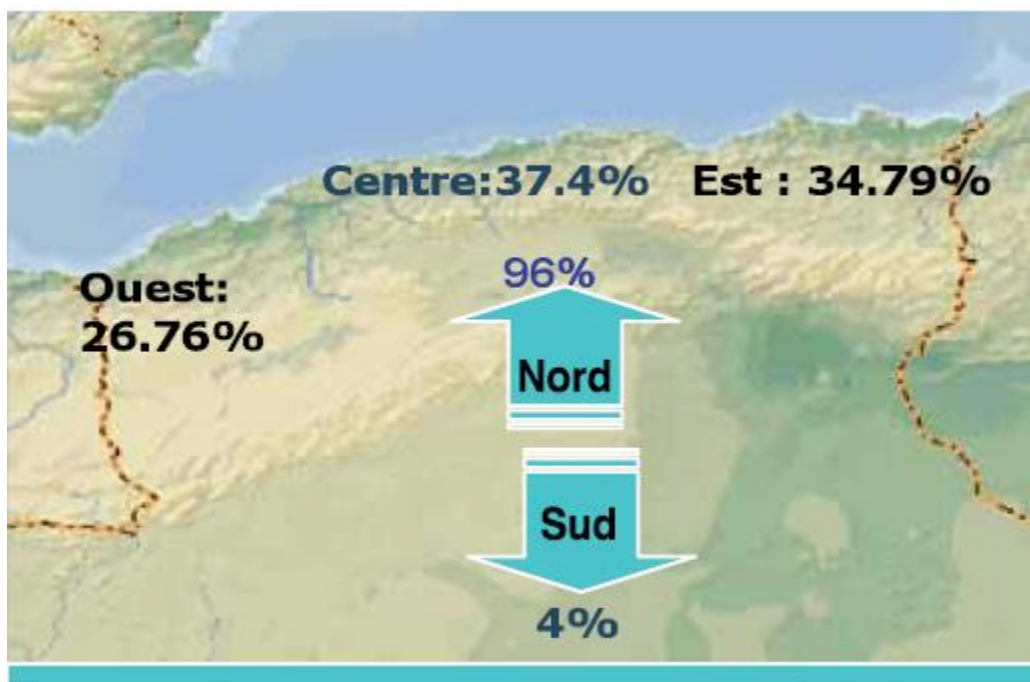 Centre:37.4%
Est : 34.79%
Ouest:
26.76%
96%
Nord
Sud
4%